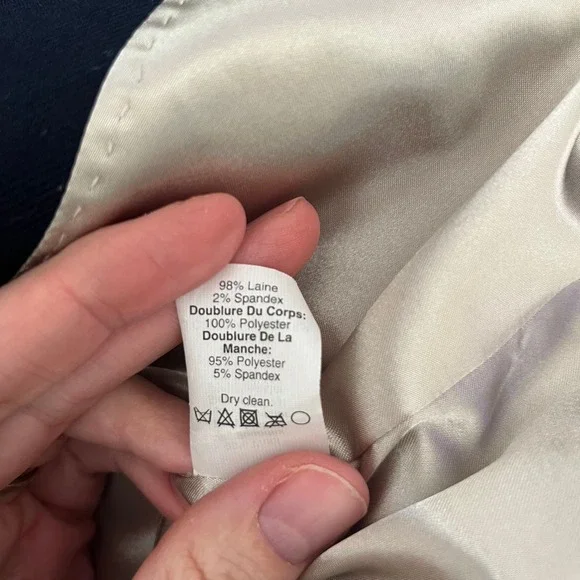 98% Laine
2% Spandex
Doublure Du Corps:
100% Polyester
Doublure De La
Manche:
95% Polyester
5% Spandex
Dry clean.